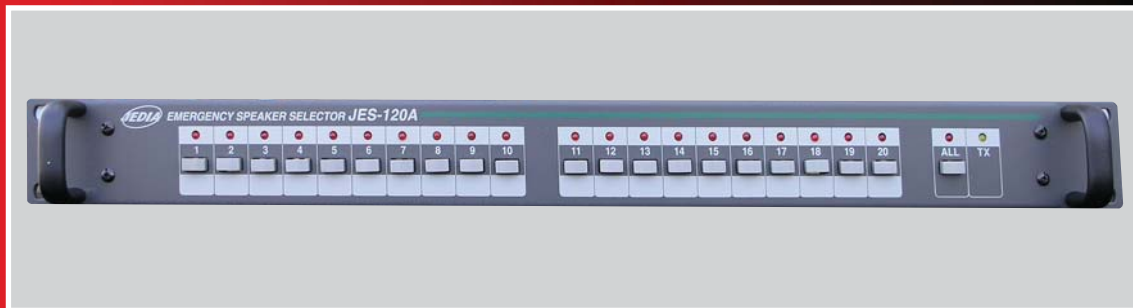 JEDIA EMERGENCY SPEAKER SELECTOR JES-120A
1 2 3 4 5 6 7 8 9 10 11 12 13 14 15 16 17 18 19 20 ALL TX